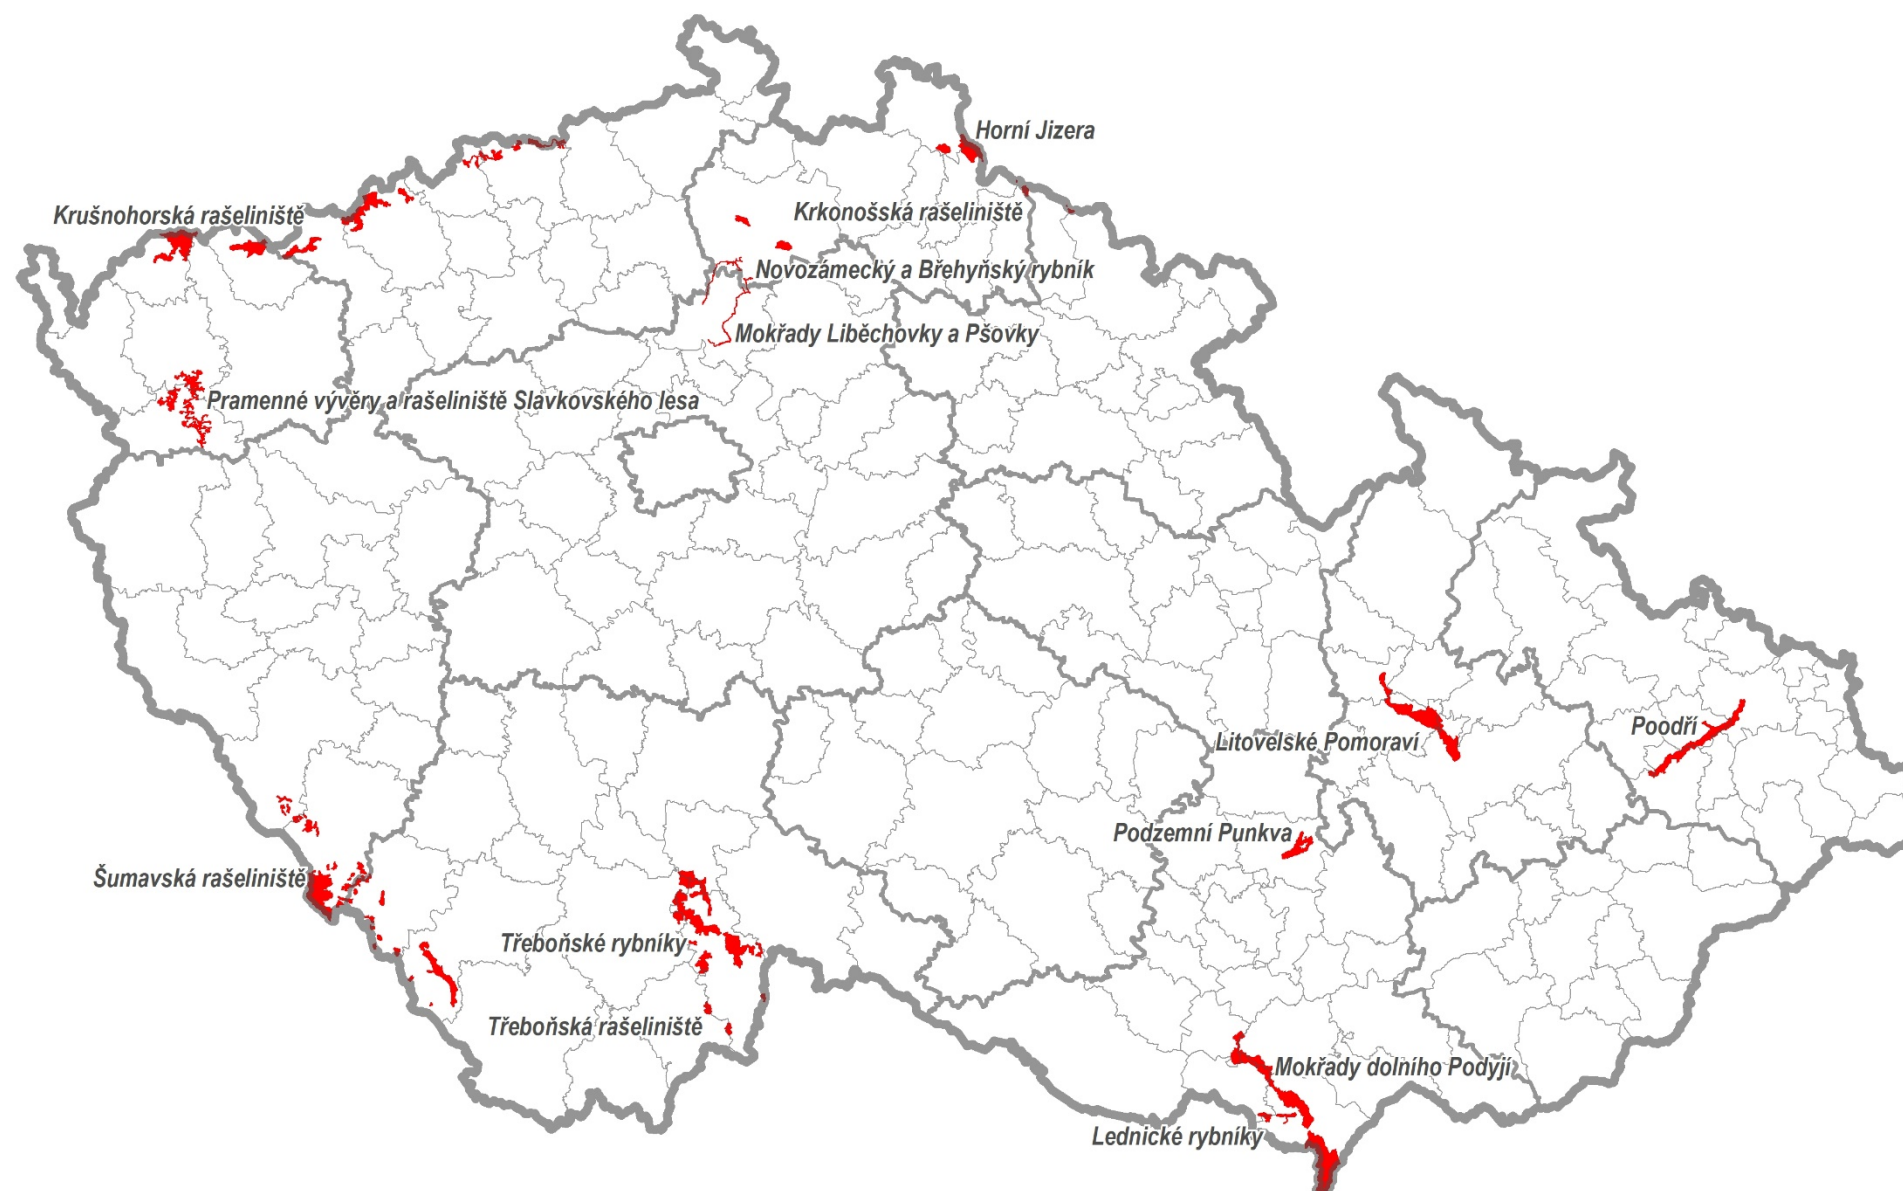 Horní Jizera
Krušnohorská rašeliniště
Krkonošská rašeliniště
Novozámecký a Břehyňský rybník
Mokřady Liběchovky a Pšovky
Pramenné vývěry a rašeliniště Slavkovského lesa
Poodří
Litovelské Pomoraví
Podzemní Punkva
Šumavská rašeliniště
Třeboňské rybníky
Třeboňská rašeliniště
Mokřady dolního Podyjí
Lednické rybníky